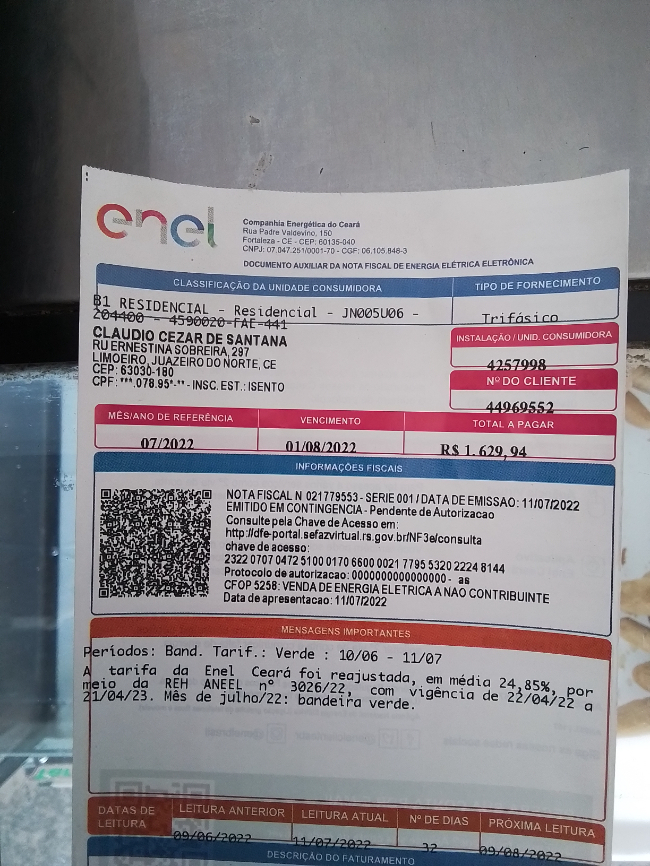 enel
Companhia Energética do Ceará
Rua Padre Valdevino, 150
Fortaleza - CE - CEP: 60135-040
CNPJ: 07.047.251/0001-70 - CGF: 06.105.848-3
DOCUMENTO AUXILIAR DA NOTA FISCAL DE ENERGIA ELÉTRICA ELETRÔNICA
CLASSIFICAÇÃO DA UNIDADE CONSUMIDORA
TIPO DE FORNECIMENTO
B1 RESIDENCIAL - Residencial - JN005U06 -
204400 - 4590020-FAE-441
Trifásico
CLAUDIO CEZAR DE SANTANA
RU ERNESTINA SOBREIRA, 297
LIMOEIRO, JUAZEIRO DO NORTE, CE
CEP: 63030-180
CPF: ***.078.95*-** - INSC. EST.: ISENTO
INSTALAÇÃO / UNID. CONSUMIDORA
4257998
Nº DO CLIENTE
44969552
MÊS/ANO DE REFERÊNCIA VENCIMENTO TOTAL A PAGAR
07/2022 01/08/2022 R$ 1.629,94
INFORMAÇÕES FISCAIS
NOTA FISCAL N 021779553 - SERIE 001 / DATA DE EMISSAO: 11/07/2022
EMITIDO EM CONTINGENCIA - Pendente de Autorizacao
Consulte pela Chave de Acesso em:
http://dfe-portal.sefazvirtual.rs.gov.br/NF3e/consulta
chave de acesso:
2322 0707 0472 5100 0170 6600 0021 7795 5320 2224 8144
Protocolo de autorizacao: 0000000000000000 - as
CFOP 5258: VENDA DE ENERGIA ELETRICA A NAO CONTRIBUINTE
Data de apresentacao: 11/07/2022
MENSAGENS IMPORTANTES
Períodos: Band. Tarif.: Verde : 10/06 - 11/07
A tarifa da Enel Ceará foi reajustada, em média 24,85%, por
meio da REH ANEEL nº 3026/22, com vigência de 22/04/22 a
21/04/23. Mês de julho/22: bandeira verde.
DATAS DE LEITURA LEITURA ANTERIOR LEITURA ATUAL Nº DE DIAS PRÓXIMA LEITURA
09/06/2022 11/07/2022 32 09/08/2022
DESCRIÇÃO DO FATURAMENTO